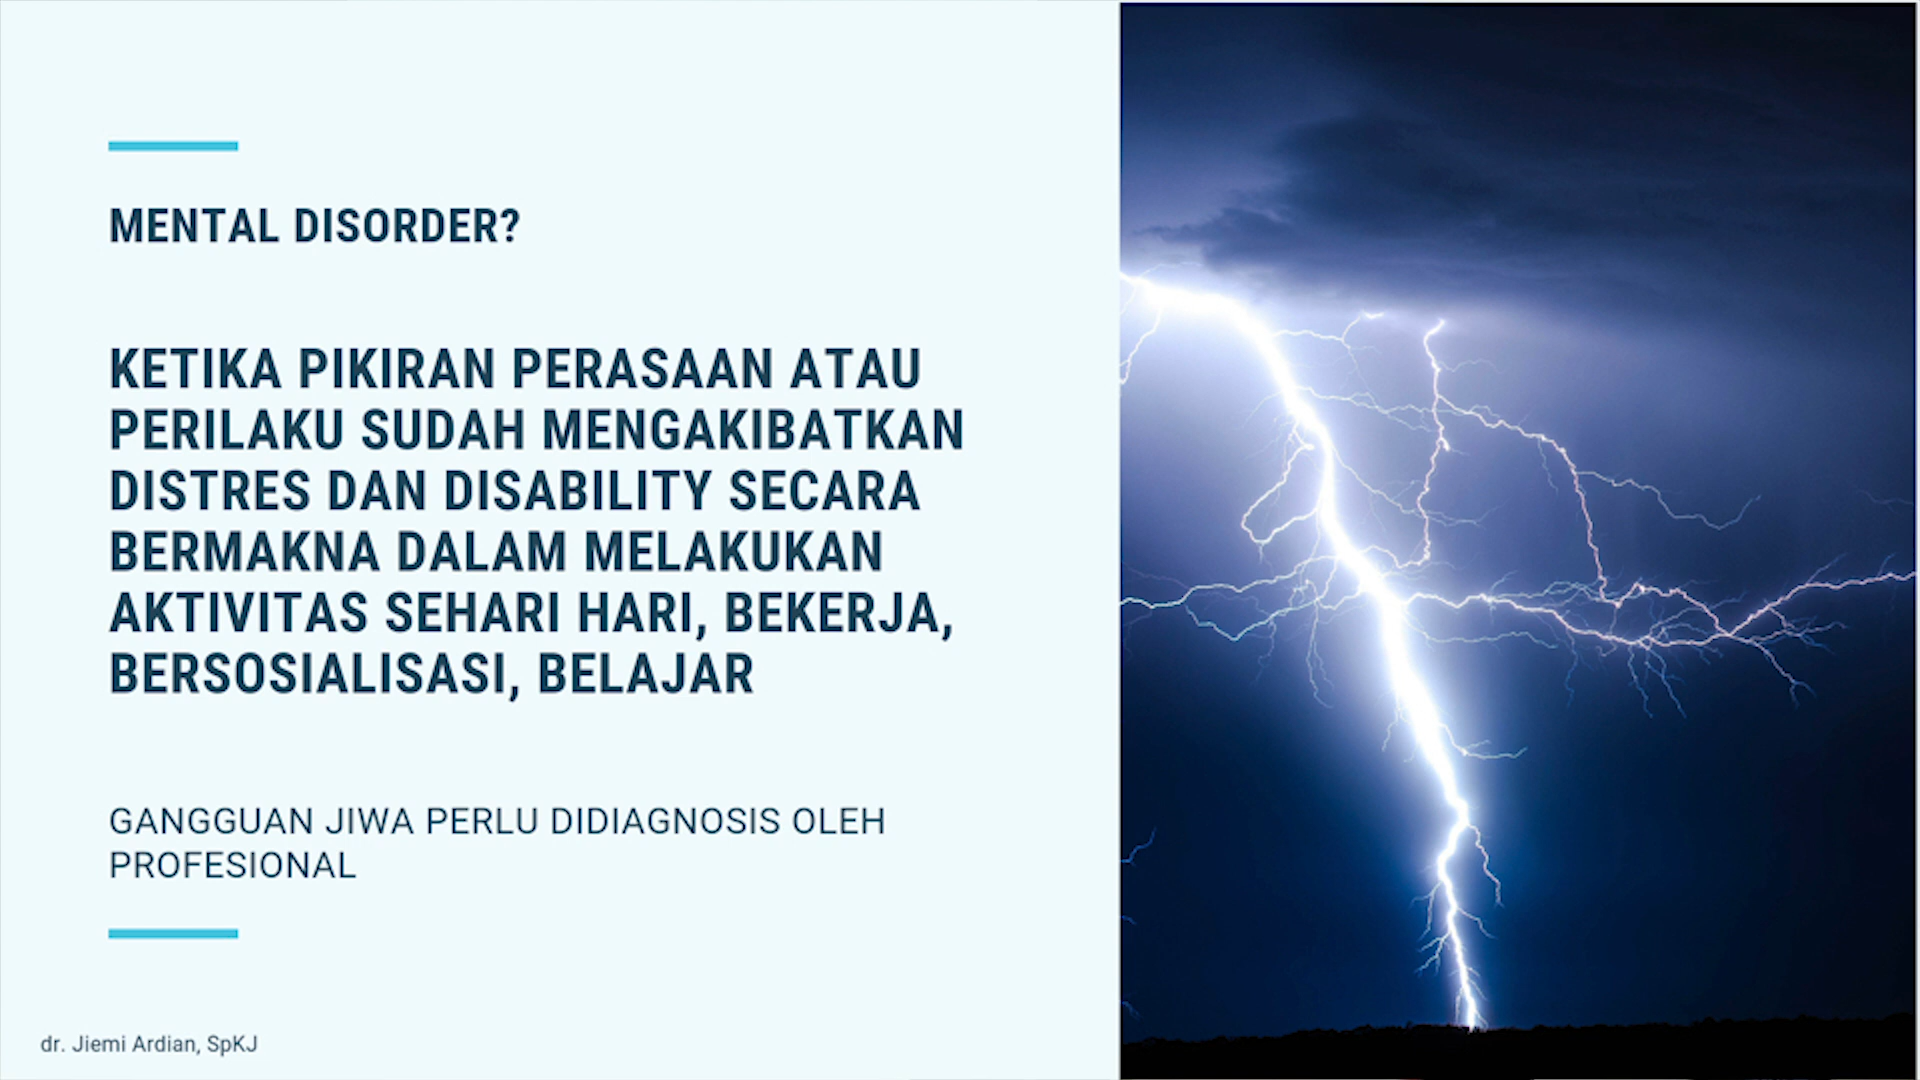 MENTAL DISORDER?
KETIKA PIKIRAN PERASAAN ATAU
PERILAKU SUDAH MENGAKIBATKAN
DISTRES DAN DISABILITY SECARA
BERMAKNA DALAM MELAKUKAN
AKTIVITAS SEHARI HARI, BEKERJA,
BERSOSIALISASI, BELAJAR
GANGGUAN JIWA PERLU DIDIAGNOSIS OLEH
PROFESIONAL
dr. Jiemi Ardian, SpKJ